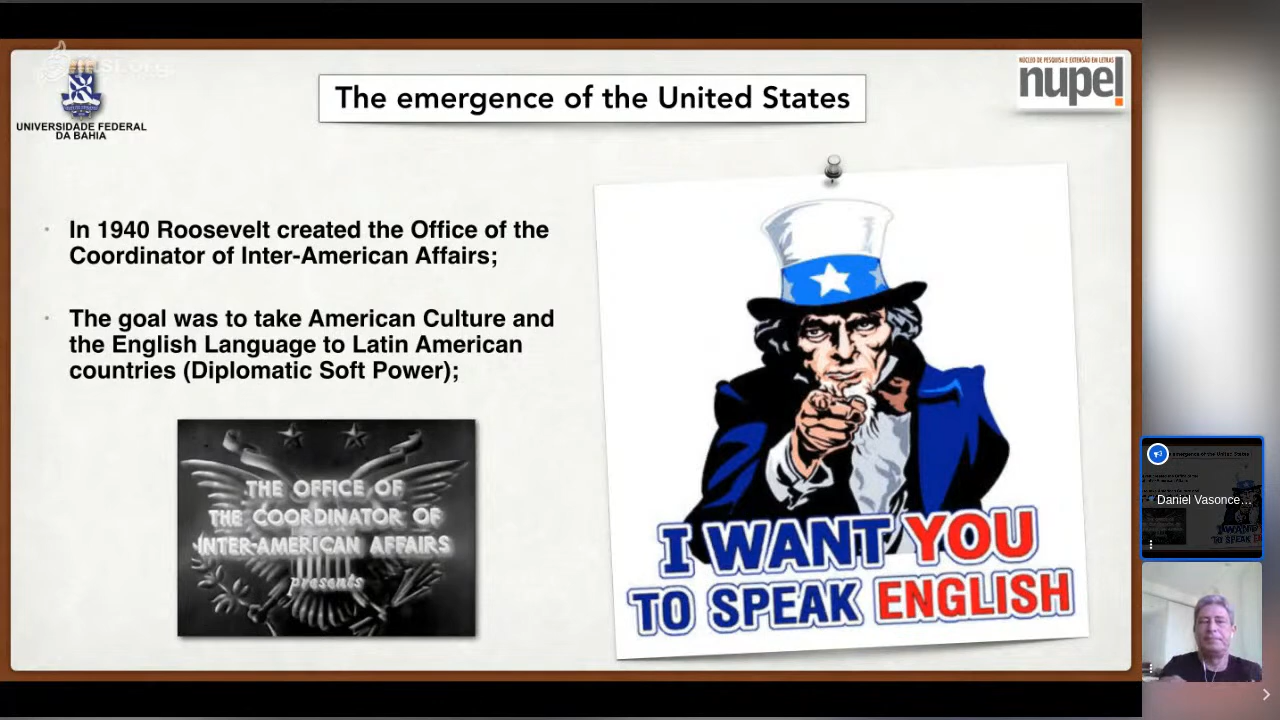 The emergence of the United States
NÚCLEO DE PESQUISA E EXTENSÃO EM LETRAS
nupel
UNIVERSIDADE FEDERAL
DA BAHIA
In 1940 Roosevelt created the Office of the
Coordinator of Inter-American Affairs;
The goal was to take American Culture and
the English Language to Latin American
countries (Diplomatic Soft Power);
THE OFFICE OF
THE COORDINATOR OF
INTER-AMERICAN AFFAIRS
presents
I WANT YOU
TO SPEAK ENGLISH
Daniel Vasonce...